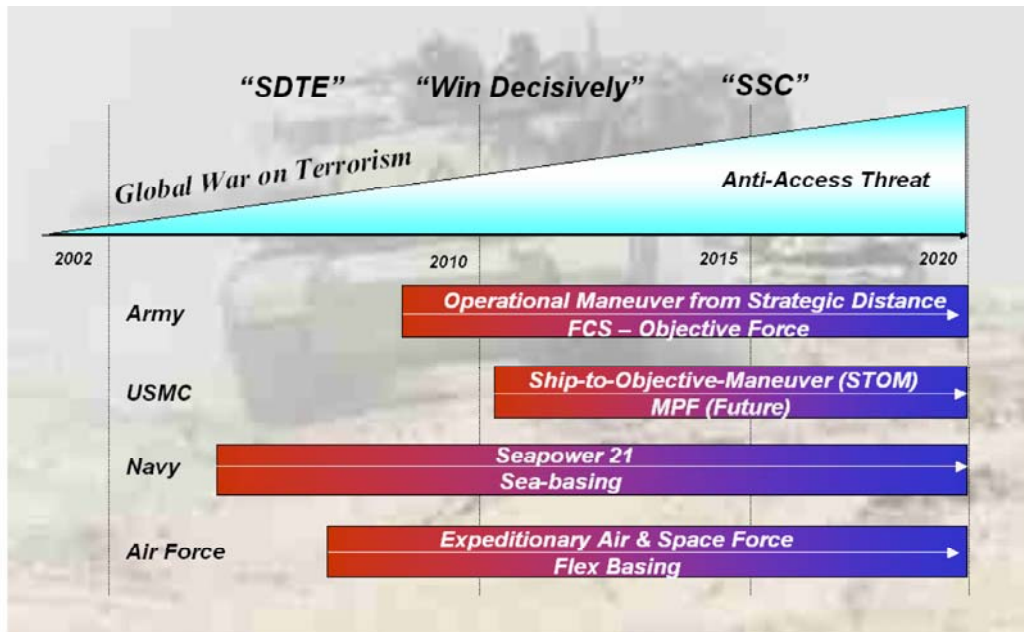 “SDTE” “Win Decisively” “SSC”
Global War on Terrorism
Anti-Access Threat
2002 2010 2015 2020
Army
Operational Maneuver from Strategic Distance
FCS – Objective Force
USMC
Ship-to-Objective-Maneuver (STOM)
MPF (Future)
Navy
Seapower 21
Sea-basing
Air Force
Expeditionary Air & Space Force
Flex Basing